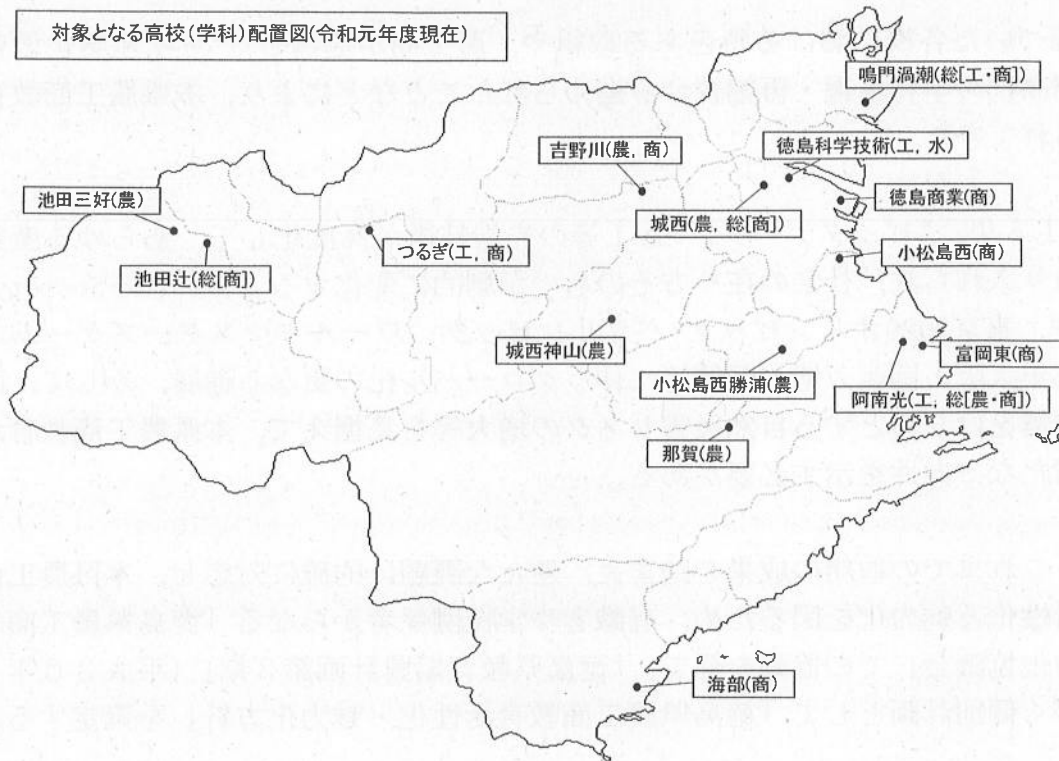 対象となる高校(学科)配置図(令和元年度現在)
鳴門渦潮(総[工・商])
吉野川(農, 商)
徳島科学技術(工, 水)
池田三好(農)
城西(農, 総[商])
徳島商業(商)
つるぎ(工, 商)
小松島西(商)
池田辻(総[商])
城西神山(農)
富岡東(商)
小松島西勝浦(農)
阿南光(工, 総[農・商])
那賀(農)
海部(商)